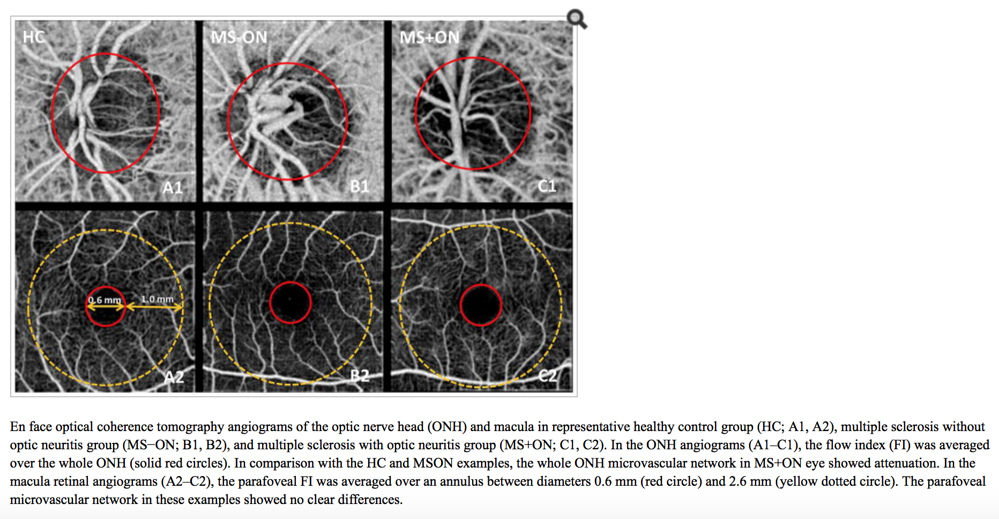 HC
MS-ON
MS+ON
A1
B1
C1
0.6 mm
1.0 mm
A2
B2
C2
En face optical coherence tomography angiograms of the optic nerve head (ONH) and macula in representative healthy control group (HC; A1, A2), multiple sclerosis without
optic neuritis group (MS−ON; B1, B2), and multiple sclerosis with optic neuritis group (MS+ON; C1, C2). In the ONH angiograms (A1–C1), the flow index (FI) was averaged
over the whole ONH (solid red circles). In comparison with the HC and MSON examples, the whole ONH microvascular network in MS+ON eye showed attenuation. In the
macula retinal angiograms (A2–C2), the parafoveal FI was averaged over an annulus between diameters 0.6 mm (red circle) and 2.6 mm (yellow dotted circle). The parafoveal
microvascular network in these examples showed no clear differences.